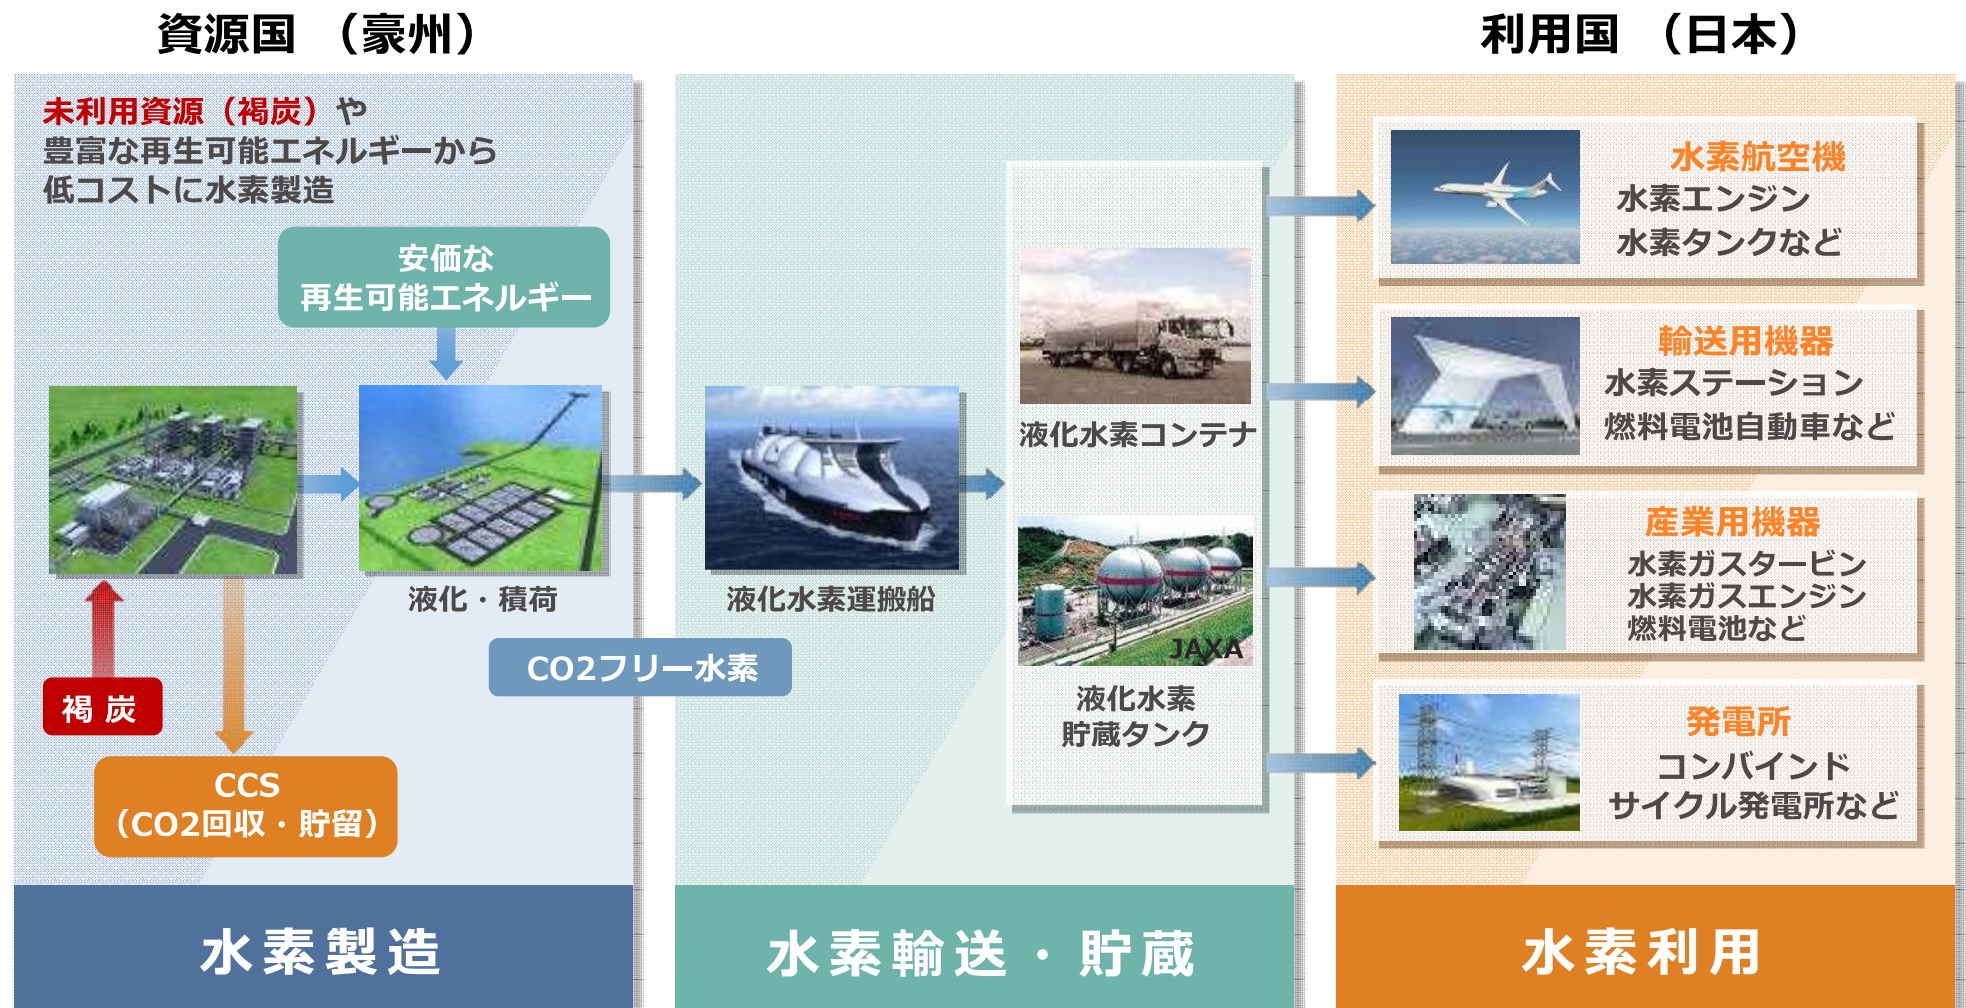 資源国 （豪州）
利用国 （日本）
未利用資源（褐炭）や
豊富な再生可能エネルギーから
低コストに水素製造
安価な
再生可能エネルギー
液化・積荷
褐 炭
CCS
（CO2回収・貯留）
CO2フリー水素
水素製造
液化水素運搬船
液化水素コンテナ
JAXA
液化水素
貯蔵タンク
水素輸送・貯蔵
水素航空機
水素エンジン
水素タンクなど
輸送用機器
水素ステーション
燃料電池自動車など
産業用機器
水素ガスタービン
水素ガスエンジン
燃料電池など
発電所
コンバインド
サイクル発電所など
水素利用